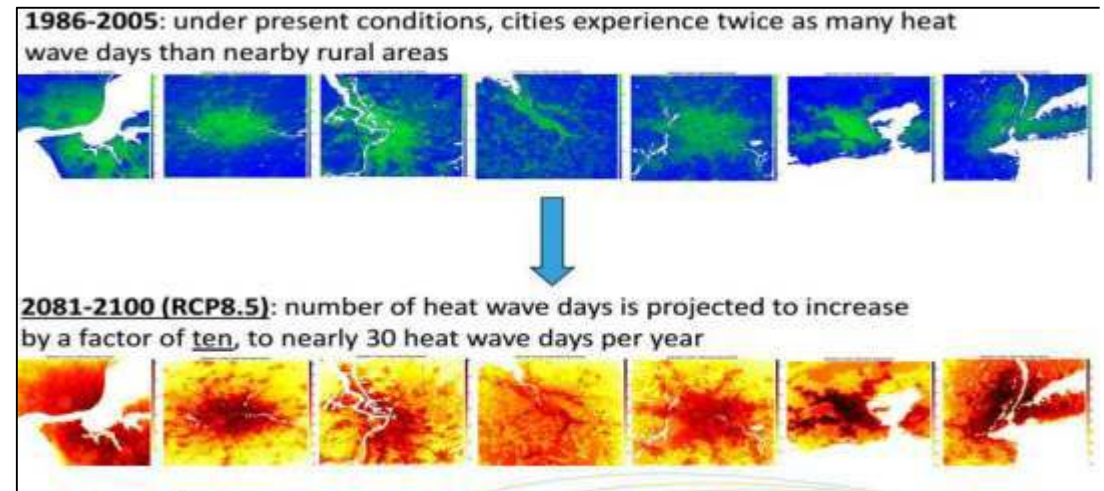 1986-2005: under present conditions, cities experience twice as many heat
wave days than nearby rural areas
2081-2100 (RCP8.5): number of heat wave days is projected to increase
by a factor of ten, to nearly 30 heat wave days per year